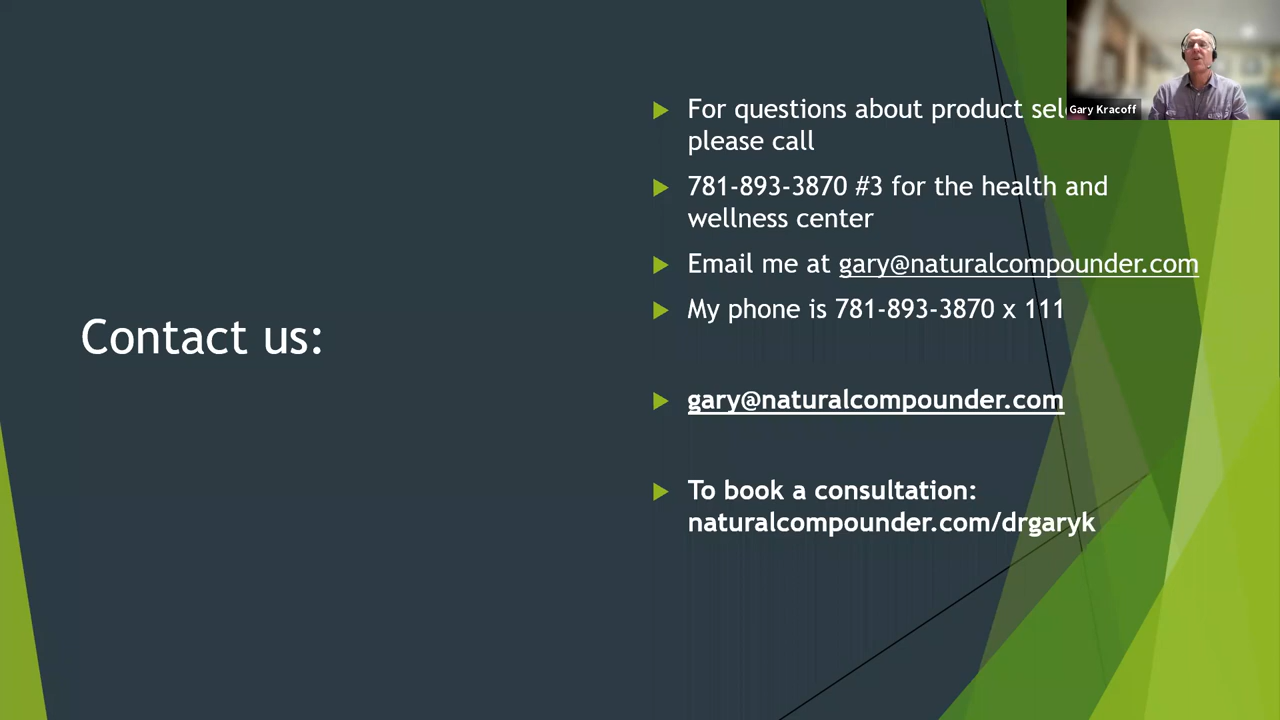 For questions about product
please call
781-893-3870 #3 for the health and
wellness center
Email me at gary@naturalcompounder.com
My phone is 781-893-3870 x 111
Contact us:
gary@naturalcompounder.com
To book a consultation:
naturalcompounder.com/drgaryk
Gary Kracoff